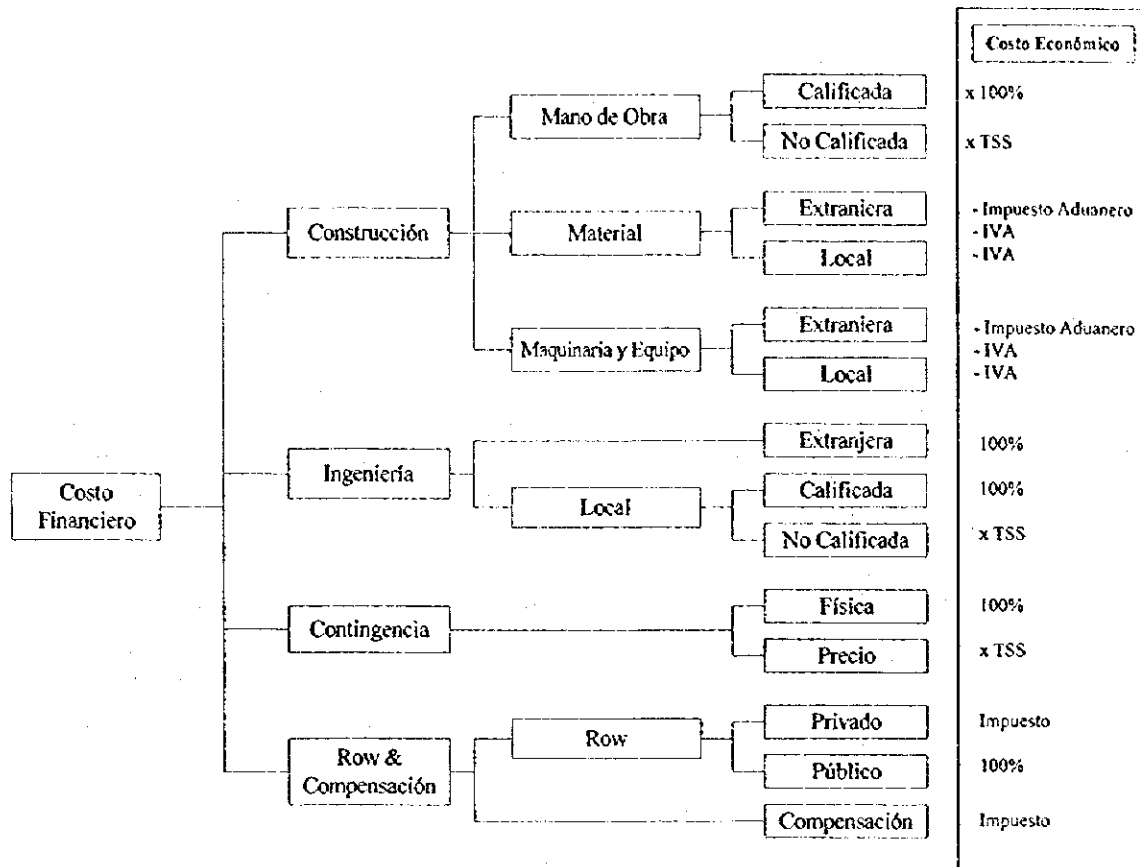 Costo Económico
Calificada
x 100%
Mano de Obra
No Calificada
x TSS
Extraniera
- Impuesto Aduanero
- IVA
Construcción
Material
Local
- IVA
Extraniera
- Impuesto Aduanero
- IVA
Maquinaria y Equipo
Local
- IVA
Extranjera
100%
Ingeniería
Costo
Financiero
Calificada
100%
Local
No Calificada
x TSS
Física
100%
Contingencia
Precio
x TSS
Privado
Impuesto
Row
Row &
Compensación
Público
100%
Compensación
Impuesto